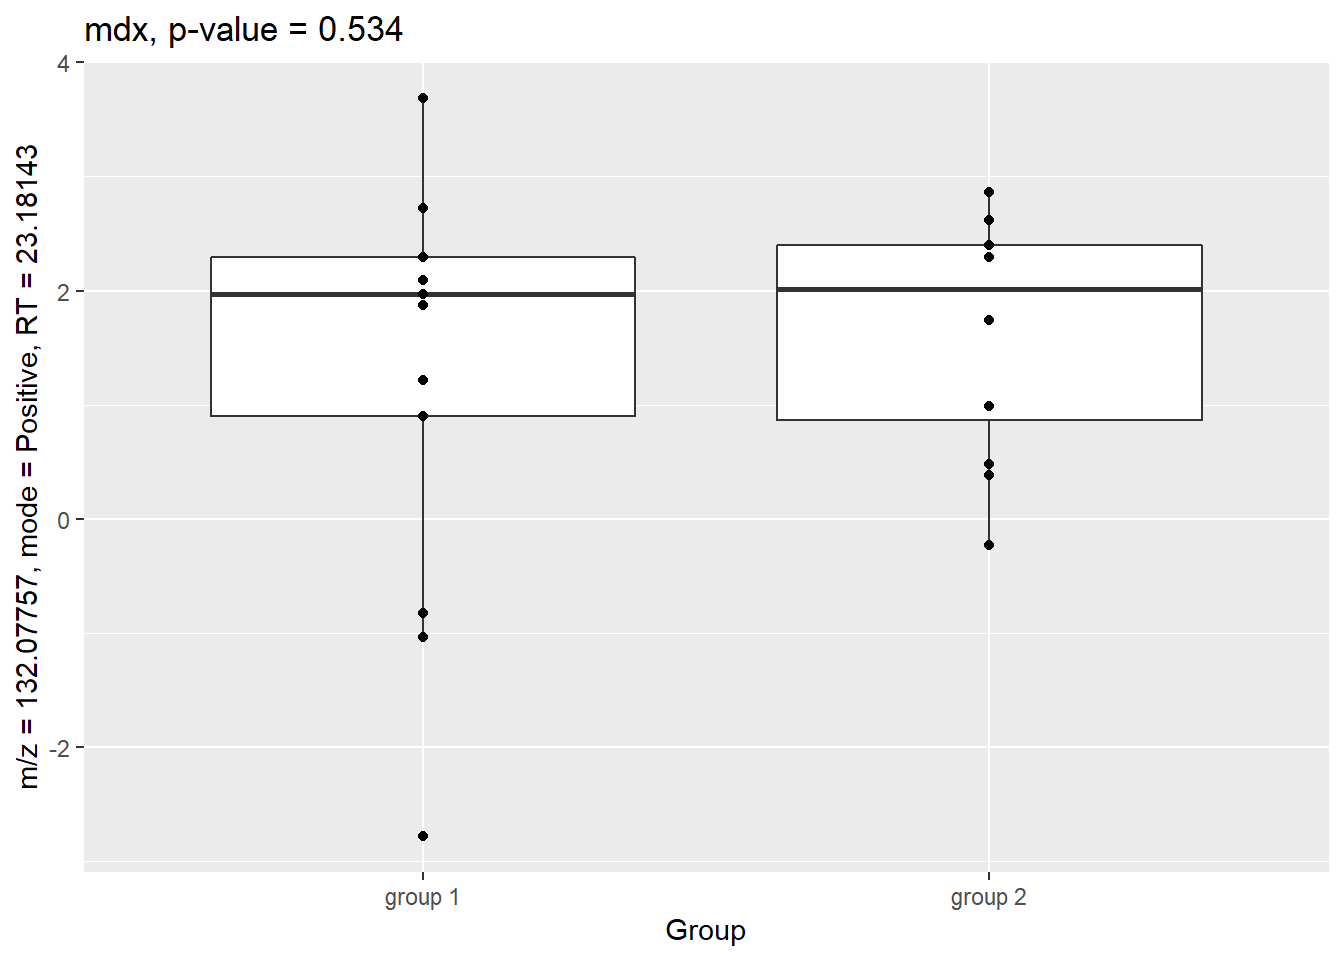 mdx, p-value = 0.534
m/z = 132.07757, mode = Positive, RT = 23.18143
4
2
0
-2
group 1
group 2
Group